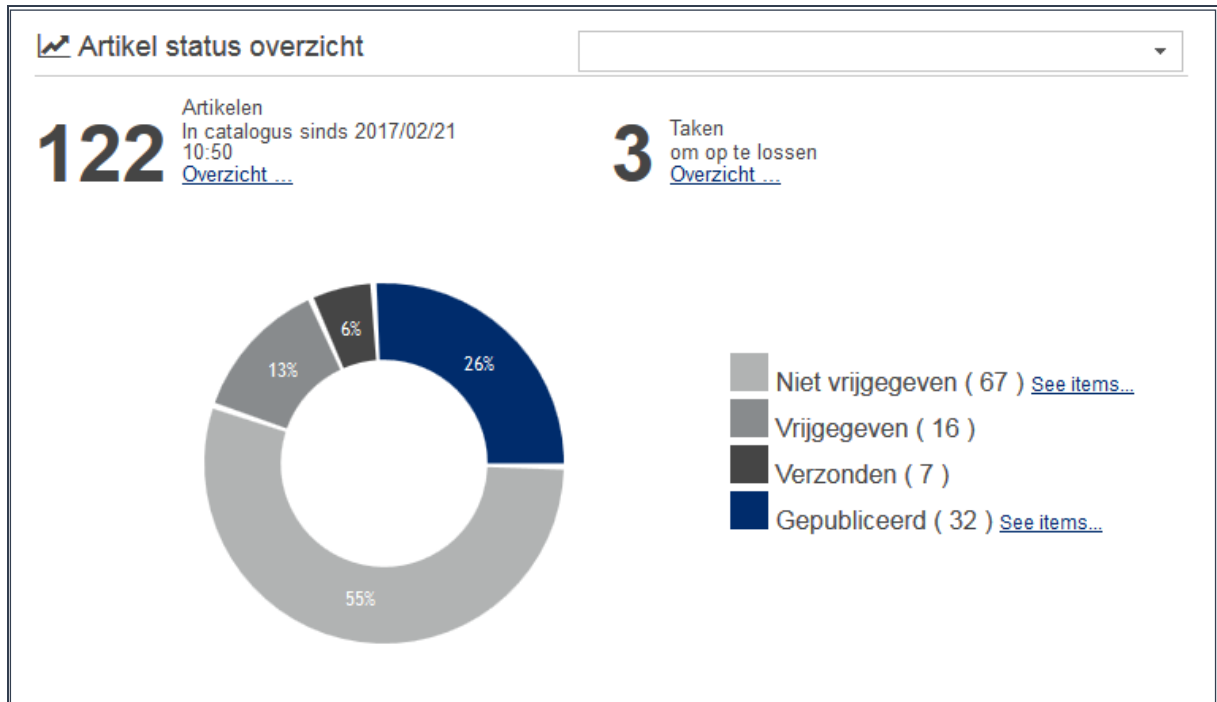 Artikel status overzicht
122
Artikelen
In catalogus sinds 2017/02/21
10:50
Overzicht ...
3
Taken
om op te lossen
Overzicht ...
6%
13%
26%
55%
Niet vrijgegeven ( 67 ) See items...
Vrijgegeven ( 16 )
Verzonden ( 7 )
Gepubliceerd ( 32 ) See items...